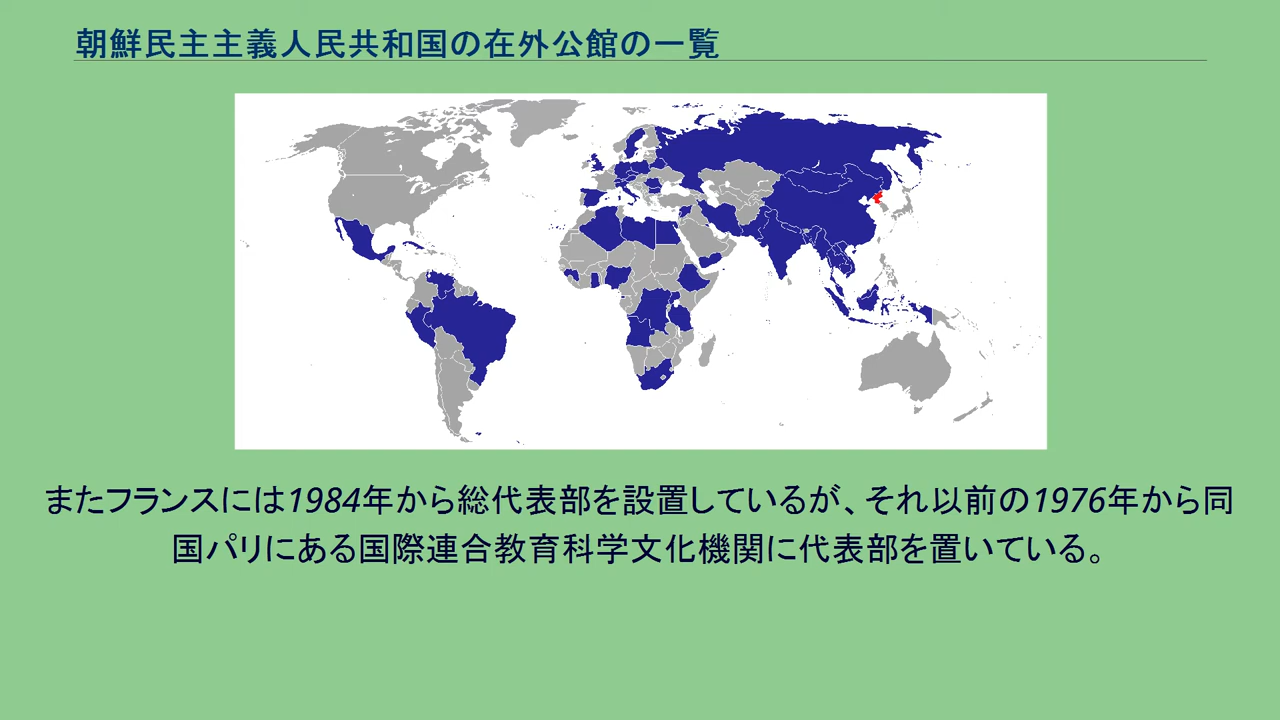 朝鮮民主主義人民共和国の在外公館の一覧
またフランスには1984年から総代表部を設置しているが、それ以前の1976年から同
国パリにある国際連合教育科学文化機関に代表部を置いている。